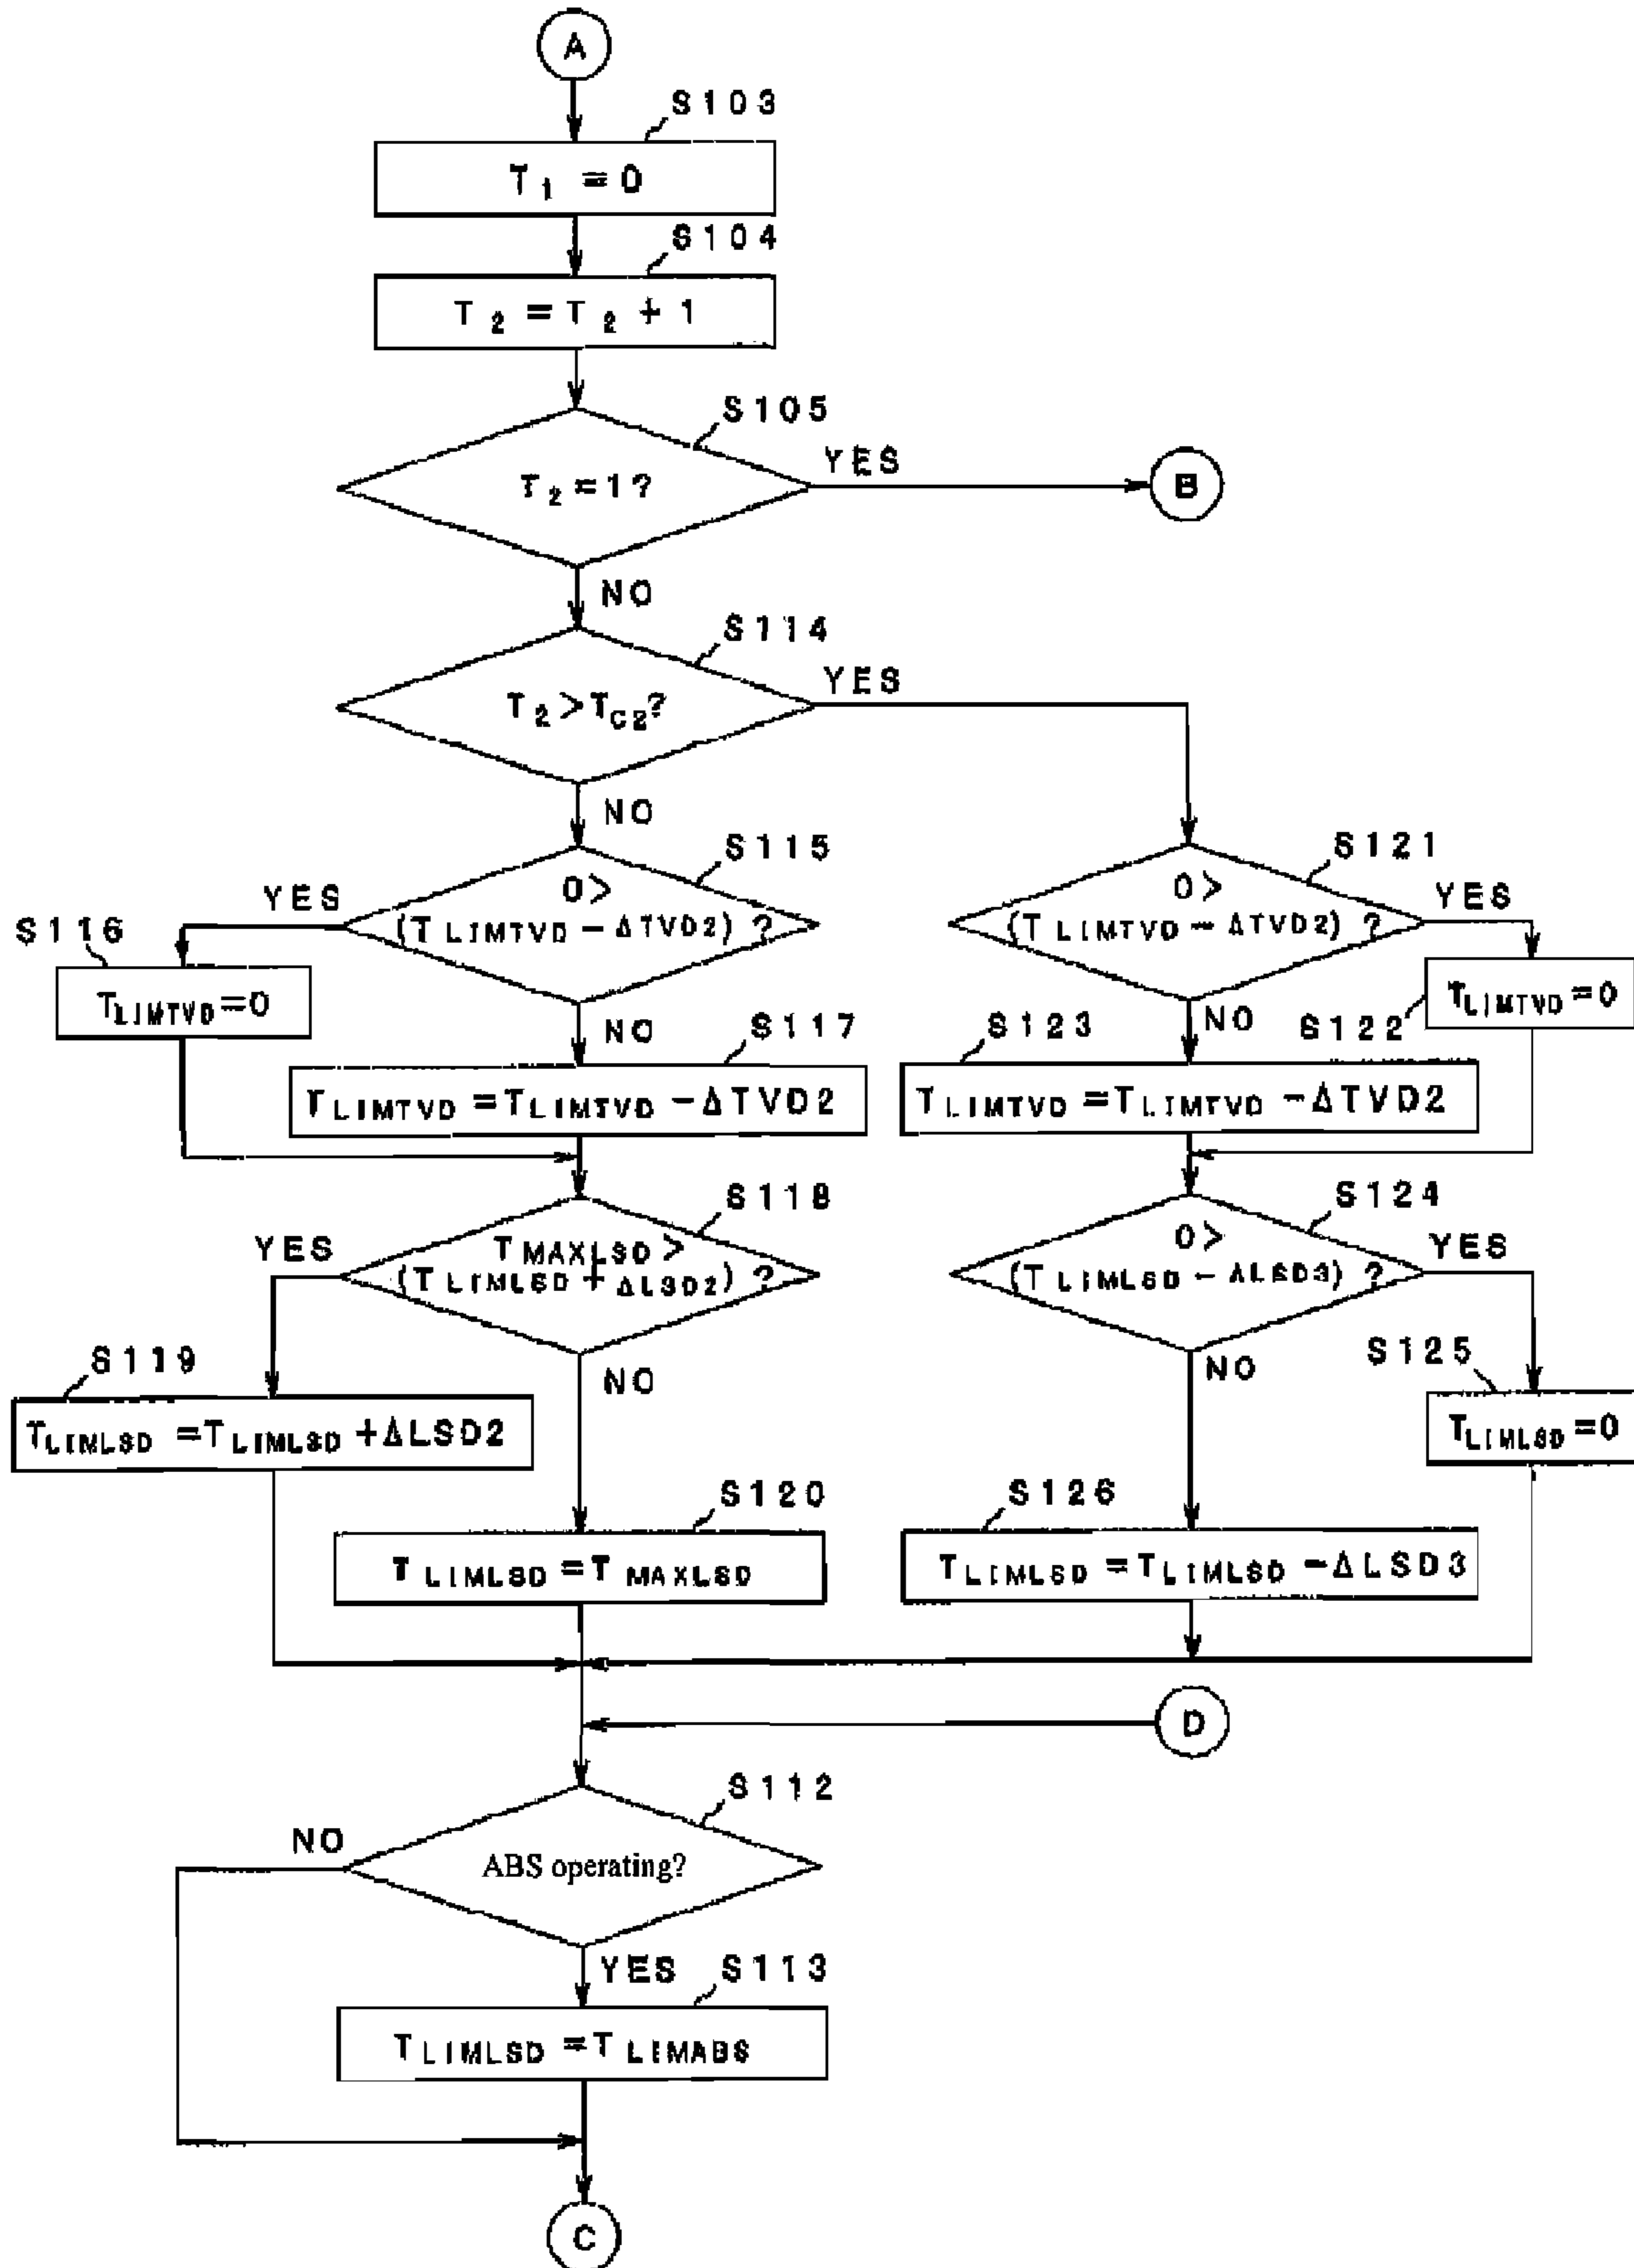 A
S103
T1 = 0
S104
T2 = T2 + 1
S105
T2 = 1?
YES
B
NO
S114
T2 > TC2?
YES
NO
S115
0 >
(TLIMTVD - ΔTVD2) ?
YES
S116
TLIMTVD = 0
NO
S117
TLIMTVD = TLIMTVD - ΔTVD2
S121
0 >
(TLIMTVD - ΔTVD2) ?
YES
S122
TLIMTVD = 0
NO
S123
TLIMTVD = TLIMTVD - ΔTVD2
S118
TMAXLSD >
(TLIMLSD + ΔLSD2) ?
YES
S119
TLIMLSD = TLIMLSD + ΔLSD2
NO
S120
TLIMLSD = TMAXLSD
S124
0 >
(TLIMLSD - ΔLSD3) ?
YES
S125
TLIMLSD = 0
NO
S126
TLIMLSD = TLIMLSD - ΔLSD3
D
S112
ABS operating?
NO
YES
S113
TLIMLSD = TLIMABS
C